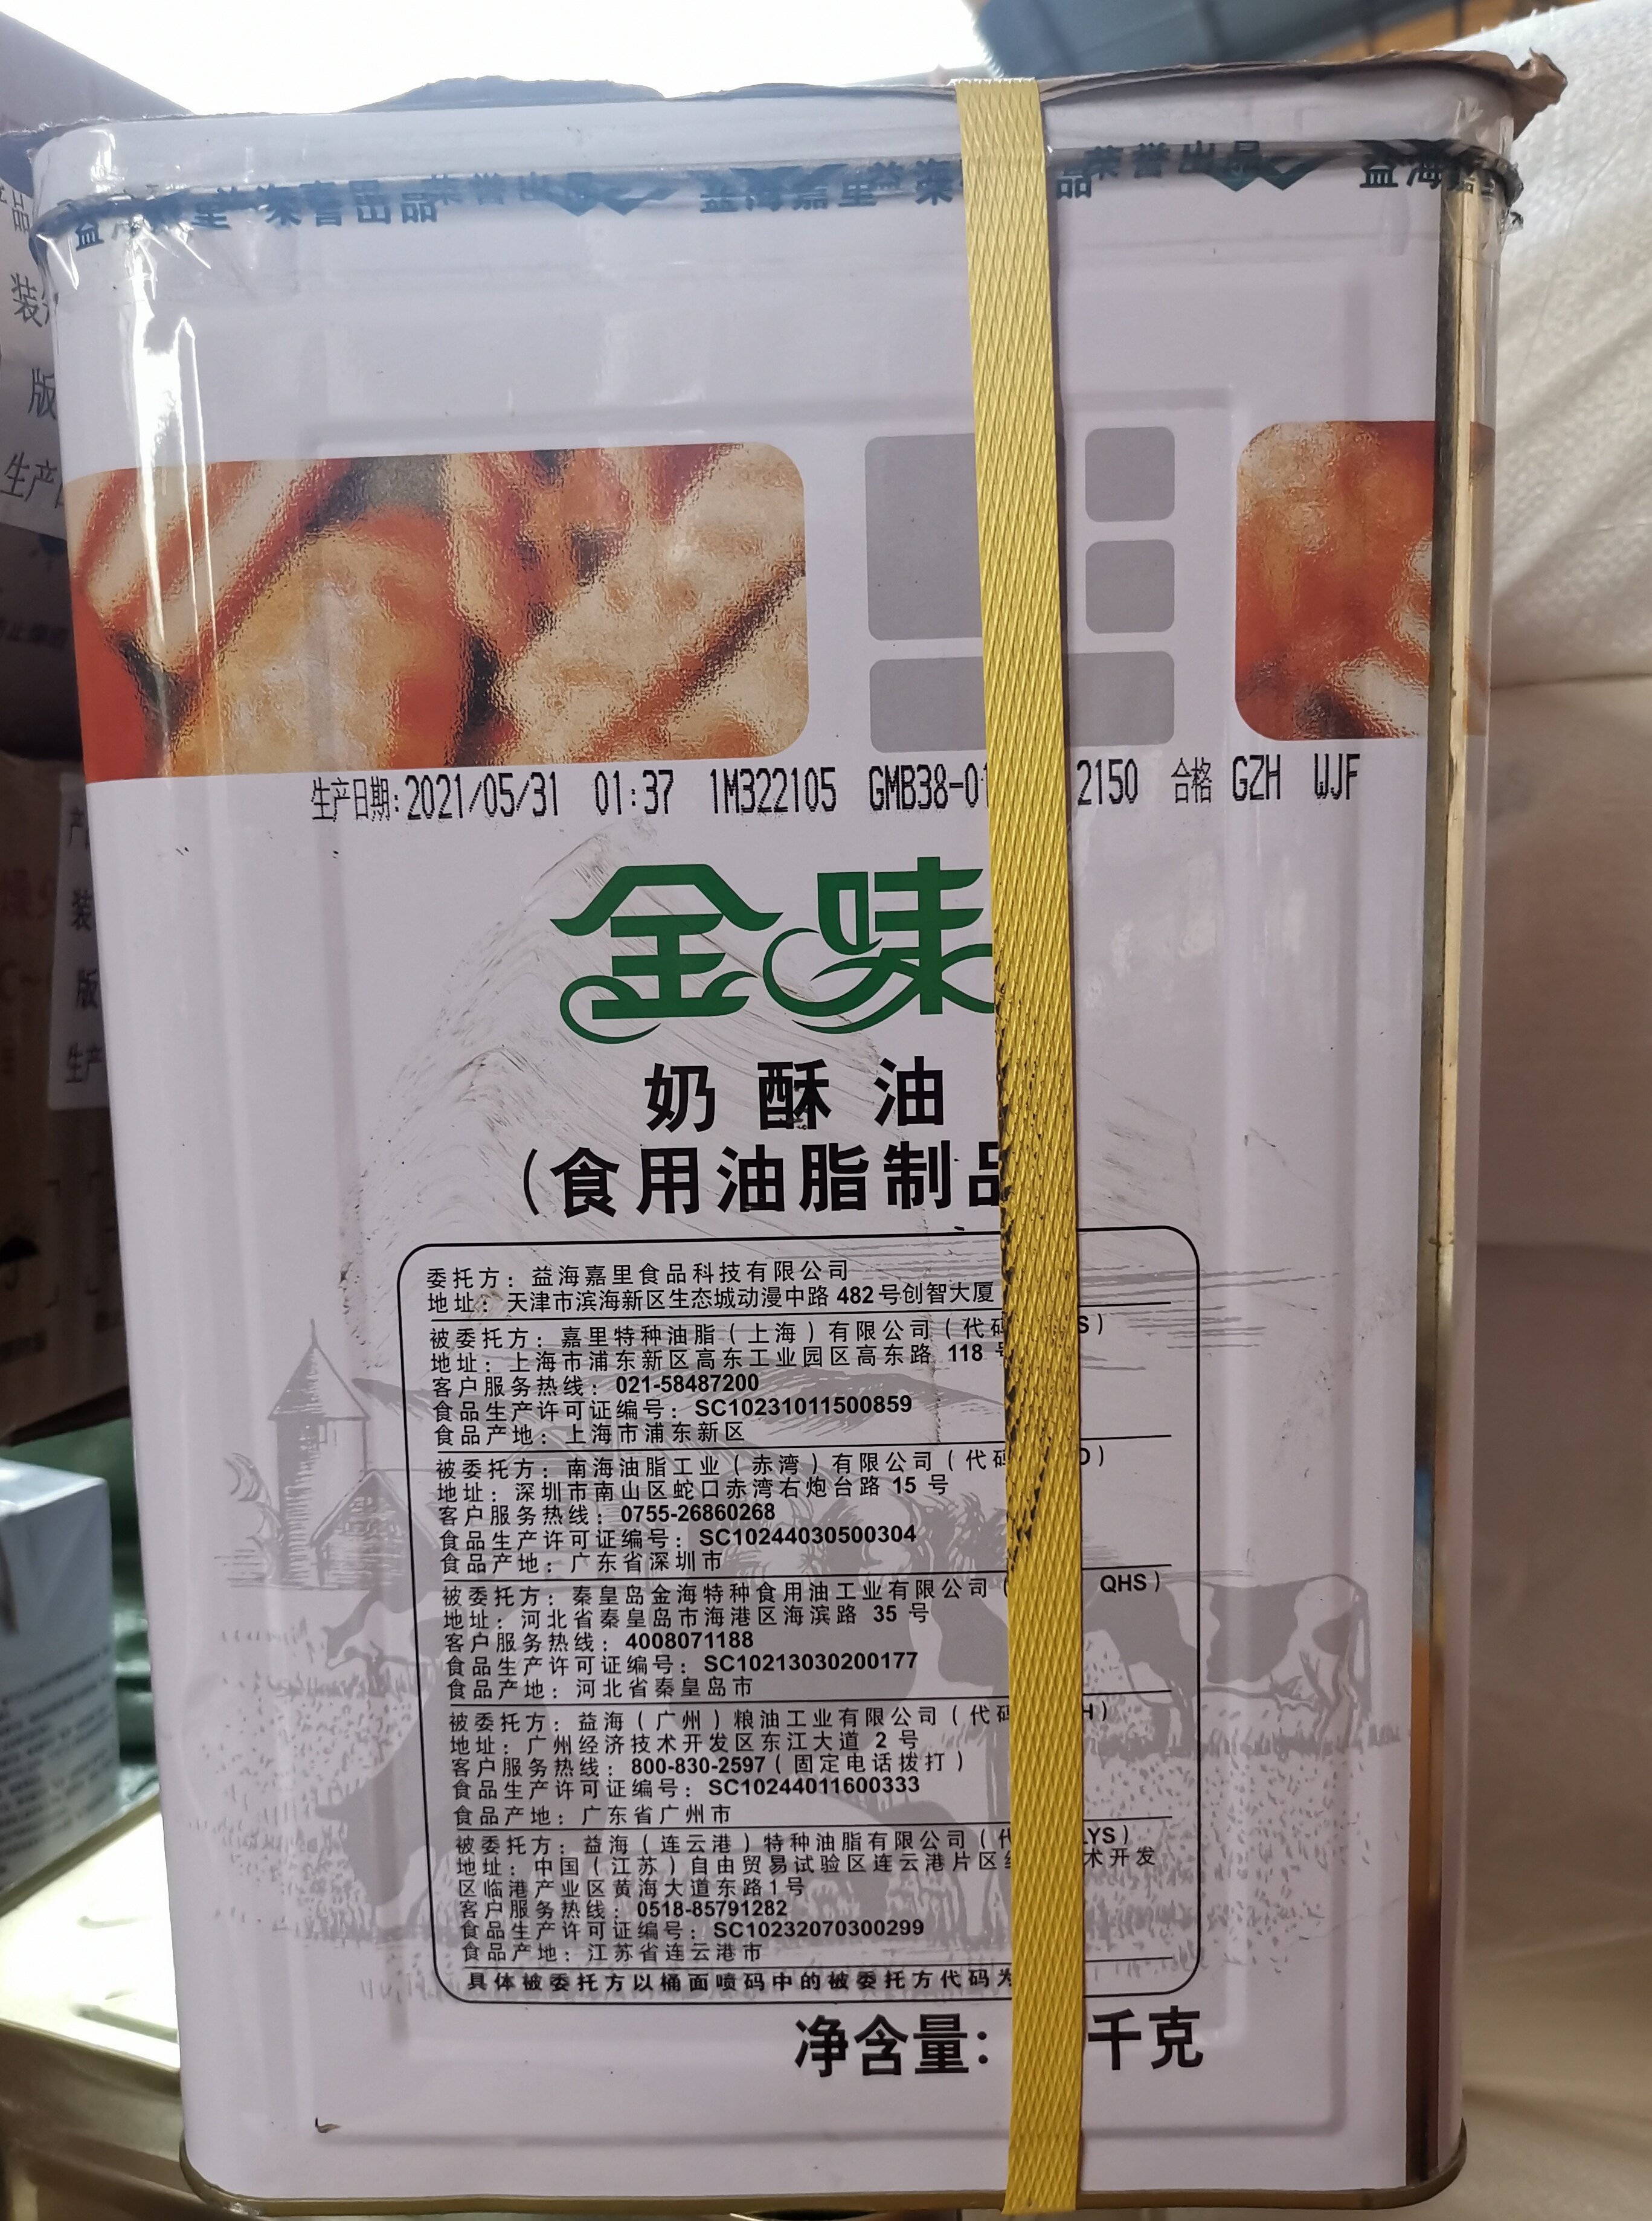 益海嘉里 荣誉出品 荣誉出品 益海嘉里 益 荣 品 荣誉出品 益海嘉
品
装
版
生产
产
装
版
生产
生产日期:2021/05/31 01:37 1M322105 GMB38-01 2150 合格 GZH WJF
金味
奶酥油
(食用油脂制品
委托方：益海嘉里食品科技有限公司
地址：天津市滨海新区生态城动漫中路 482 号创智大厦
被委托方：嘉里特种油脂（上海）有限公司（代码 S）
地址：上海市浦东新区高东工业园区高东路 118 号
客户服务热线：021-58487200
食品生产许可证编号：SC10231011500859
食品产地：上海市浦东新区
被委托方：南海油脂工业（赤湾）有限公司（代码 ）
地址：深圳市南山区蛇口赤湾右炮台路 15 号
客户服务热线：0755-26860268
食品生产许可证编号：SC10244030500304
食品产地：广东省深圳市
被委托方：秦皇岛金海特种食用油工业有限公司（ QHS）
地址：河北省秦皇岛市海港区海滨路 35 号
客户服务热线：4008071188
食品生产许可证编号：SC10213030200177
食品产地：河北省秦皇岛市
被委托方：益海（广州）粮油工业有限公司（代码 H）
地址：广州经济技术开发区东江大道 2 号
客户服务热线：800-830-2597（固定电话拨打）
食品生产许可证编号：SC10244011600333
食品产地：广东省广州市
被委托方：益海（连云港）特种油脂有限公司（代 LYS）
地址：中国（江苏）自由贸易试验区连云港片区经 术开发
区临港产业区黄海大道东路1号
客户服务热线：0518-85791282
食品生产许可证编号：SC10232070300299
食品产地：江苏省连云港市
具体被委托方以桶面喷码中的被委托方代码为
净含量: 千克